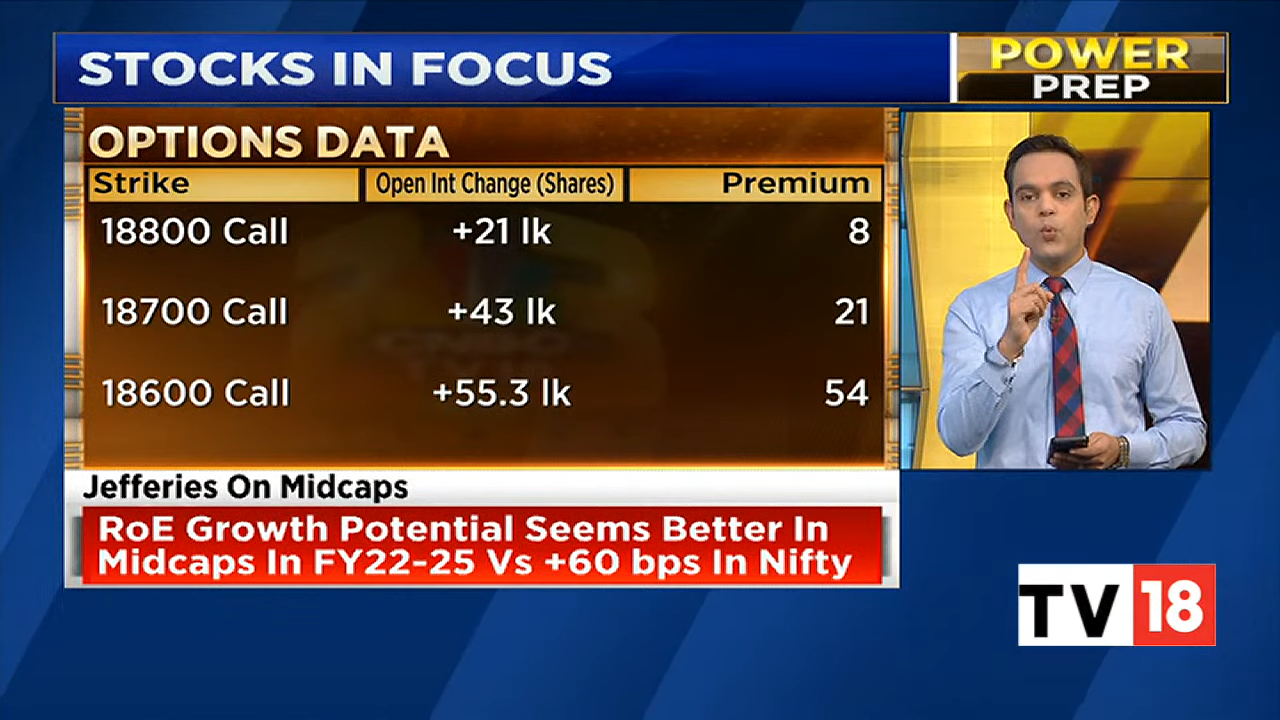 STOCKS IN FOCUS
POWER
PREP
OPTIONS DATA
Strike Open Int Change (Shares) Premium
18800 Call +21 lk 8
18700 Call +43 lk 21
18600 Call +55.3 lk 54
Jefferies On Midcaps
RoE Growth Potential Seems Better In
Midcaps In FY22-25 Vs +60 bps In Nifty
TV 18